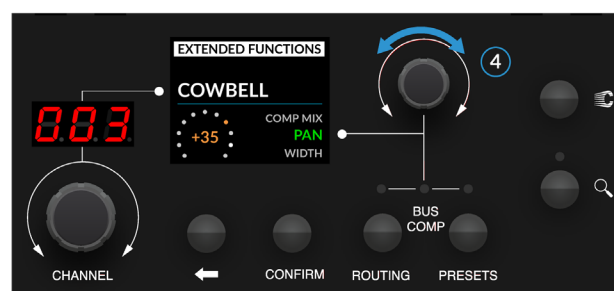 EXTENDED FUNCTIONS
4
COWBELL
003
+35
COMP MIX
PAN
WIDTH
BUS
COMP
CHANNEL
CONFIRM
ROUTING
PRESETS